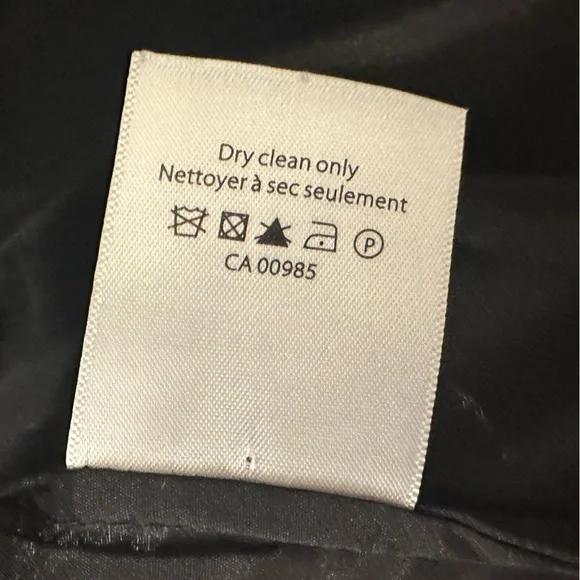 Dry clean only
Nettoyer à sec seulement
P
CA 00985